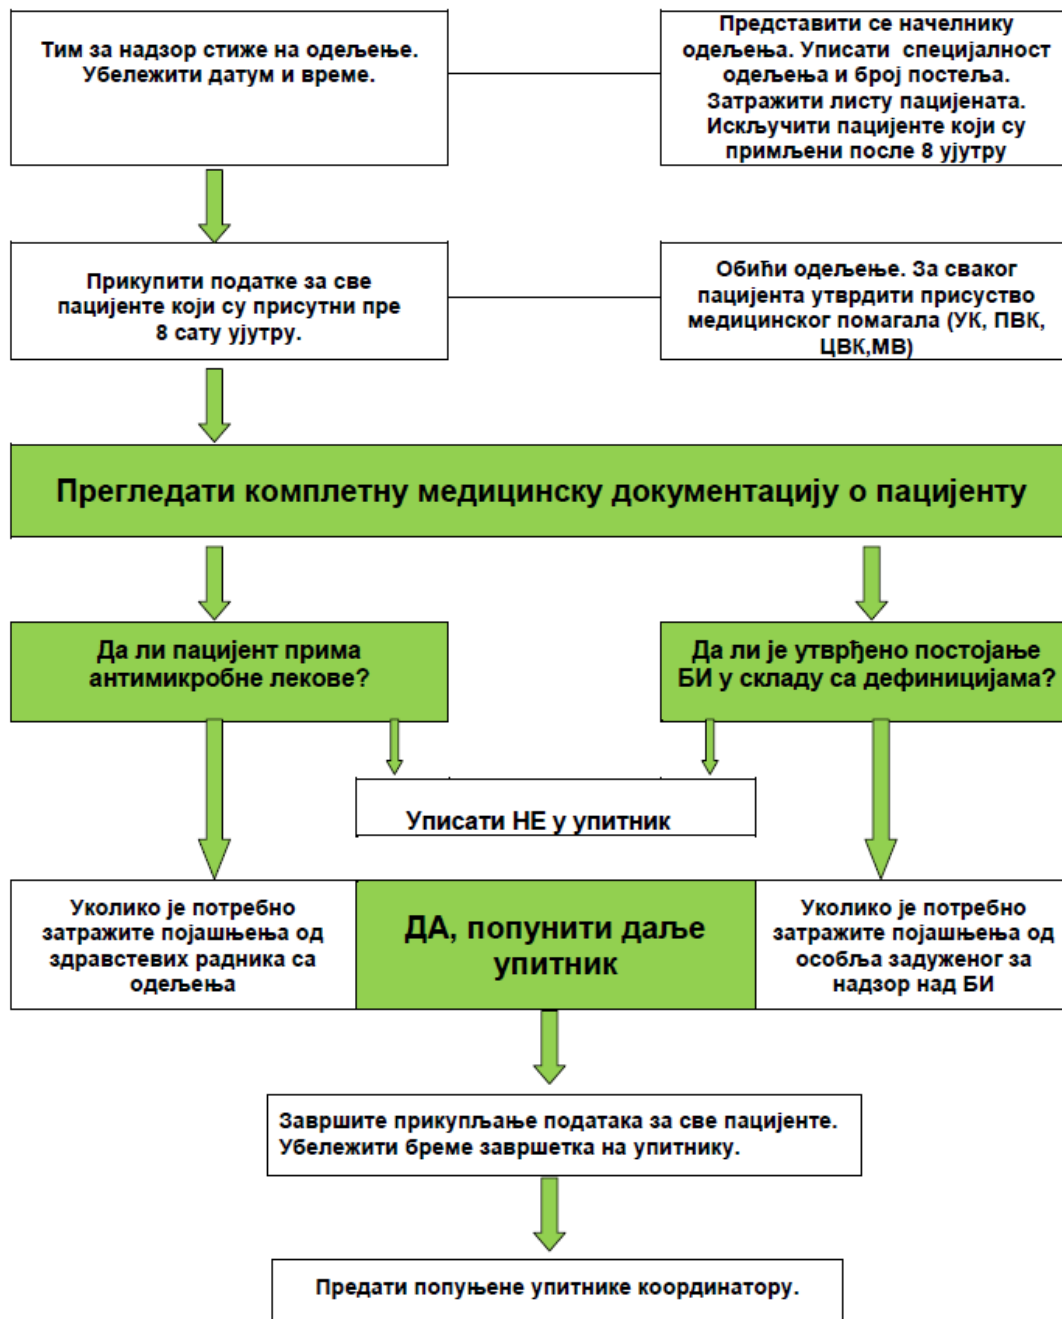 Тим за надзор стиже на одељење.
Убележити датум и време.
Представити се начелнику
одељења. Уписати специјалност
одељења и број постеља.
Затражити листу пацијената.
Искључити пацијенте који су
примљени после 8 ујутру
Прикупити податке за све
пацијенте који су присутни пре
8 сату ујутру.
Обићи одељење. За сваког
пацијента утврдити присуство
медицинског помагала (УК, ПВК,
ЦВК,МВ)
Прегледати комплетну медицинску документацију о пацијенту
Да ли пацијент прима
антимикробне лекове?
Да ли је утврђено постојање
БИ у складу са дефиницијама?
Уписати НЕ у упитник
Уколико је потребно
затражите појашњења од
здравстевих радника са
одељења
ДА, попунити даље
упитник
Уколико је потребно
затражите појашњења од
особља задуженог за
надзор над БИ
Завршите прикупљање података за све пацијенте.
Убележити бреме завршетка на упитнику.
Предати попуњене упитнике координатору.